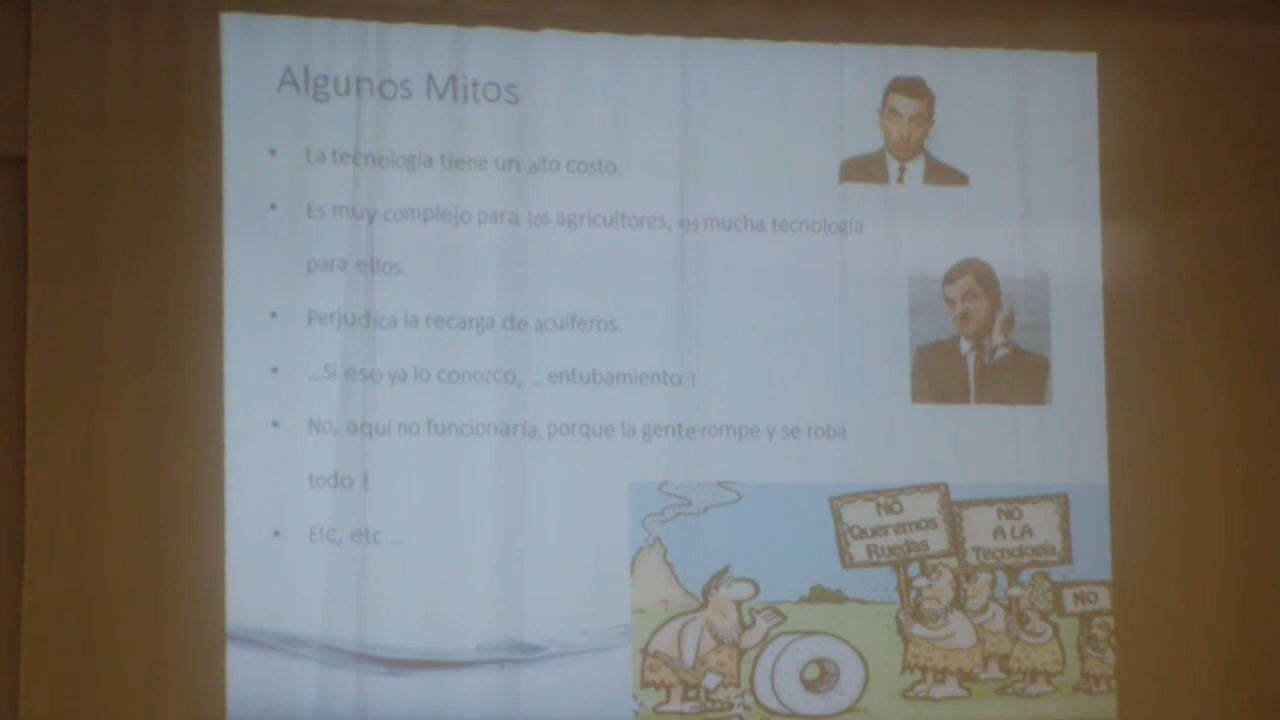 Algunos Mitos
• La tecnología tiene un alto costo.
• Es muy complejo para los agricultores, es mucha tecnología
para ellos.
• Perjudica la recarga de acuíferos.
• ...Si eso ya lo conozco, ... entubamiento !
• No, aquí no funcionaría, porque la gente rompe y se roba
todo !
• Etc, etc ...
NO
Queremos
Ruedas
NO
A LA
Tecnología
NO